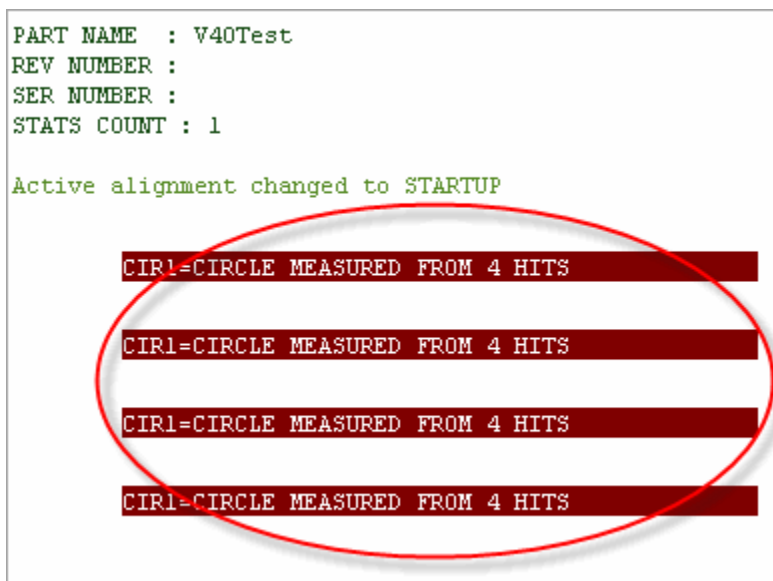 PART NAME  : V40Test
REV NUMBER :
SER NUMBER :
STATS COUNT : 1
Active alignment changed to STARTUP
CIR1=CIRCLE MEASURED FROM 4 HITS
CIR1=CIRCLE MEASURED FROM 4 HITS
CIR1=CIRCLE MEASURED FROM 4 HITS
CIR1=CIRCLE MEASURED FROM 4 HITS